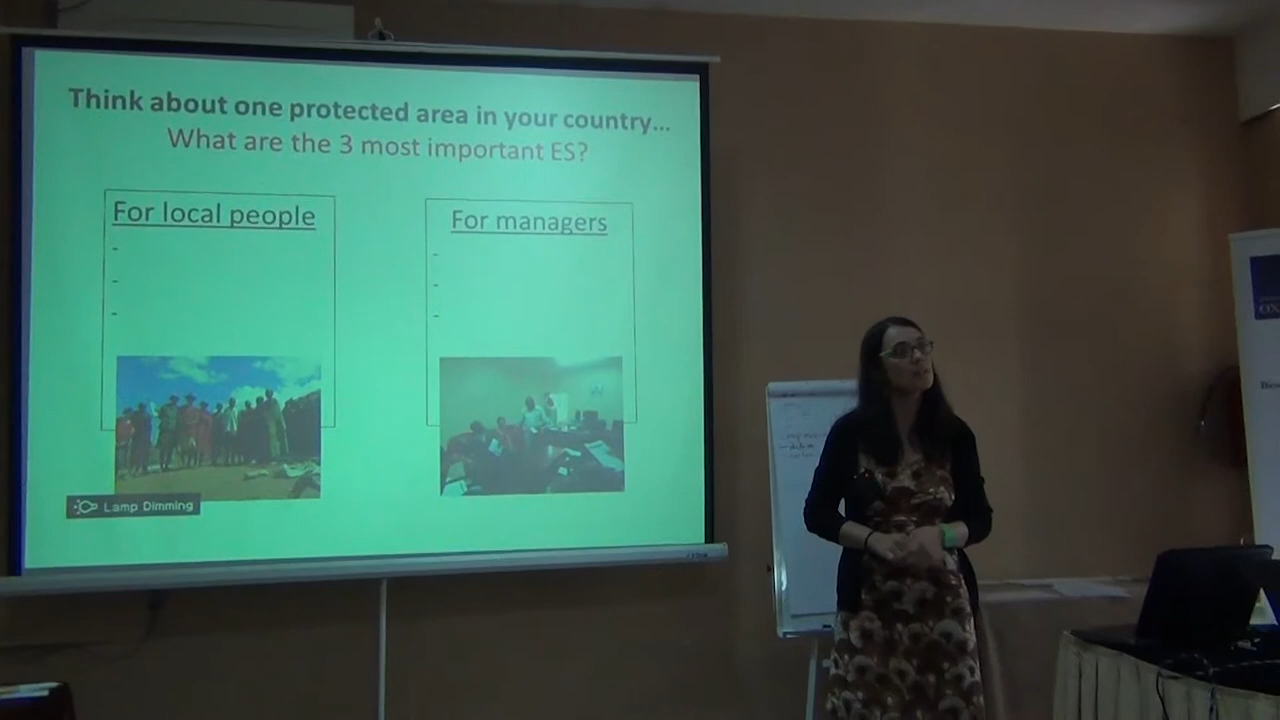 Think about one protected area in your country...
What are the 3 most important ES?
For local people
-
-
-
For managers
-
-
-
Lamp Dimming